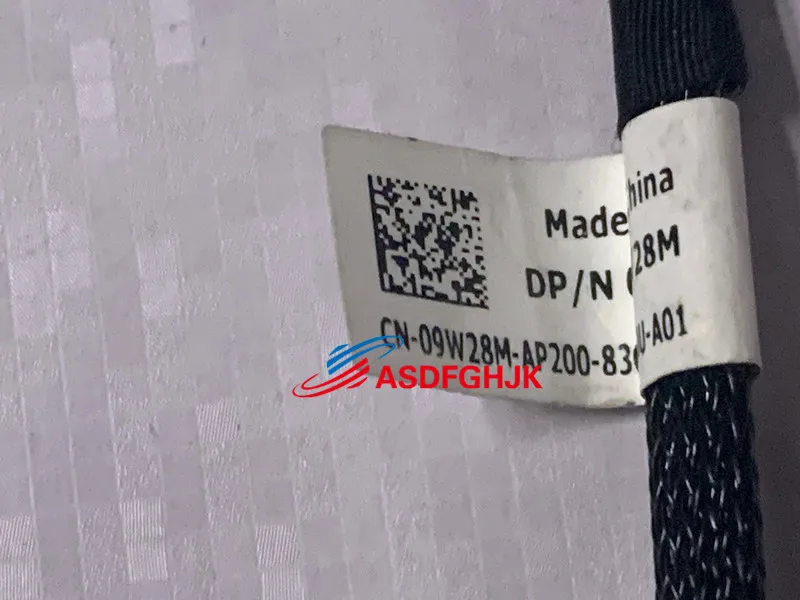 Made hina
DP/N 28M
CN-09W28M-AP200-83 -A01
ASDFGHJK